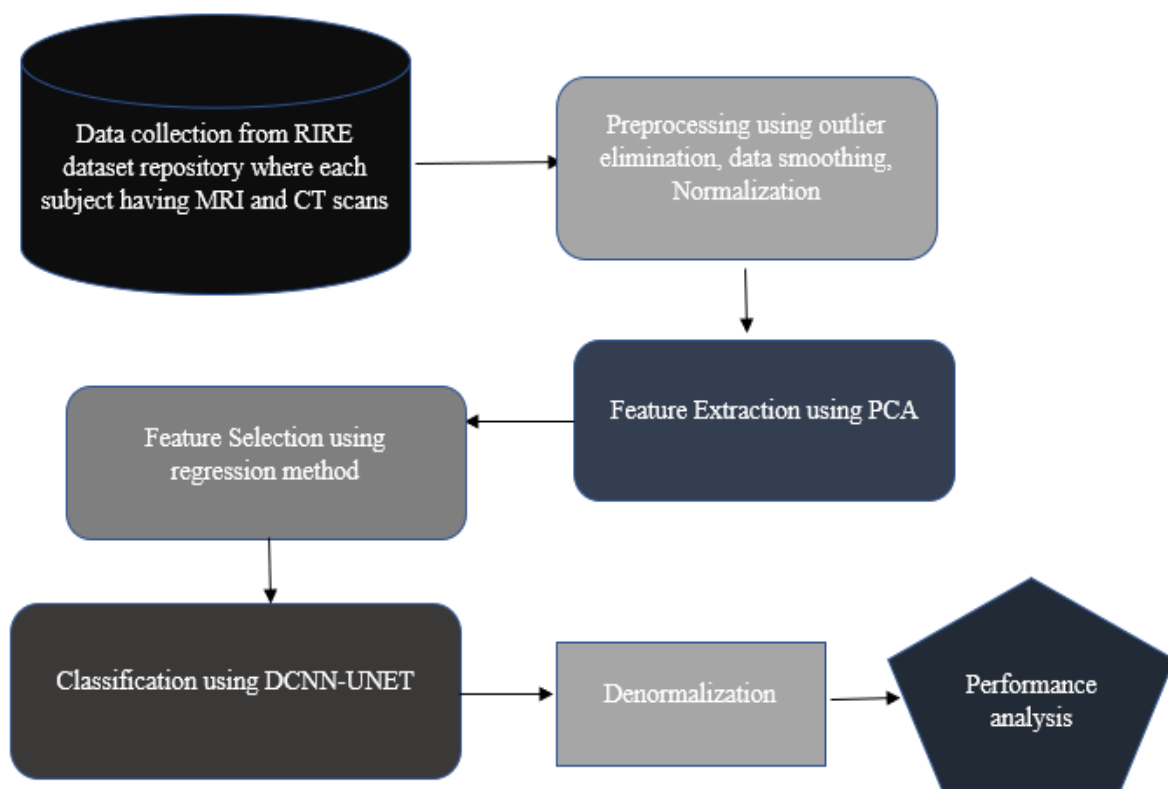 Data collection from RIRE
dataset repository where each
subject having MRI and CT scans
Preprocessing using outlier
elimination, data smoothing,
Normalization
Feature Extraction using PCA
Feature Selection using
regression method
Classification using DCNN-UNET
Denormalization
Performance
analysis